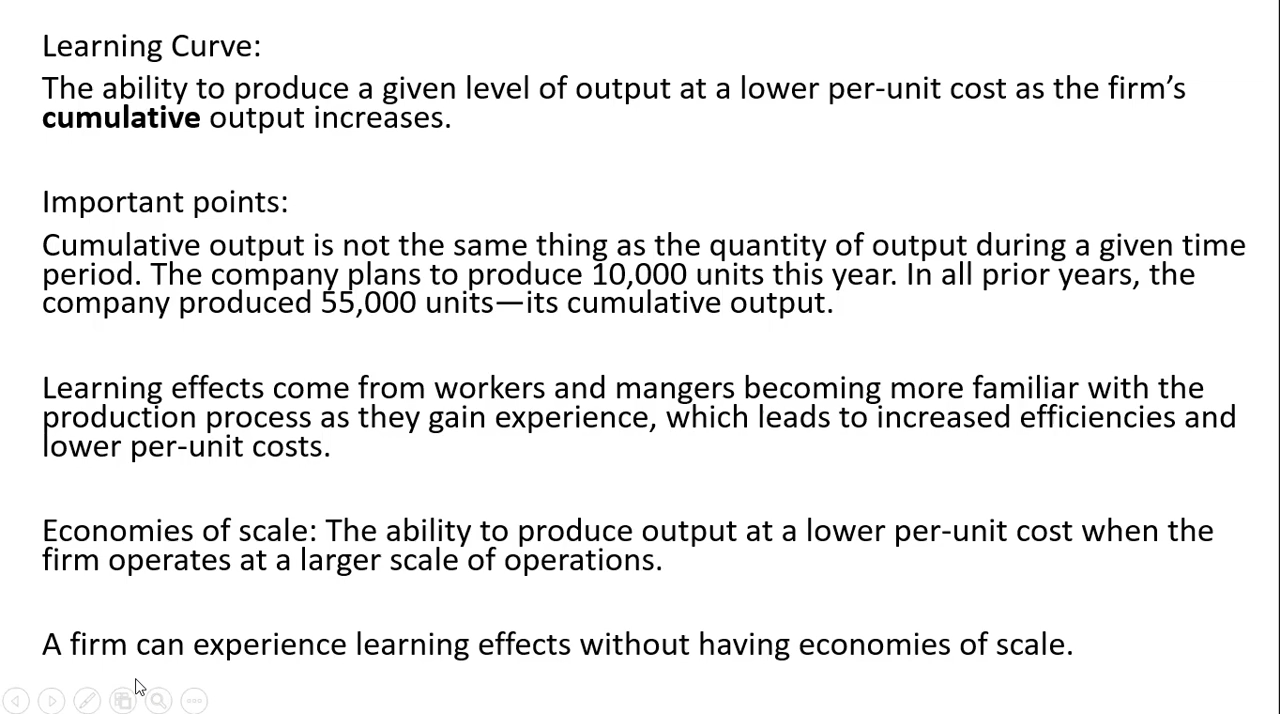 Learning Curve:
The ability to produce a given level of output at a lower per-unit cost as the firm’s
cumulative output increases.
Important points:
Cumulative output is not the same thing as the quantity of output during a given time
period. The company plans to produce 10,000 units this year. In all prior years, the
company produced 55,000 units—its cumulative output.
Learning effects come from workers and mangers becoming more familiar with the
production process as they gain experience, which leads to increased efficiencies and
lower per-unit costs.
Economies of scale: The ability to produce output at a lower per-unit cost when the
firm operates at a larger scale of operations.
A firm can experience learning effects without having economies of scale.